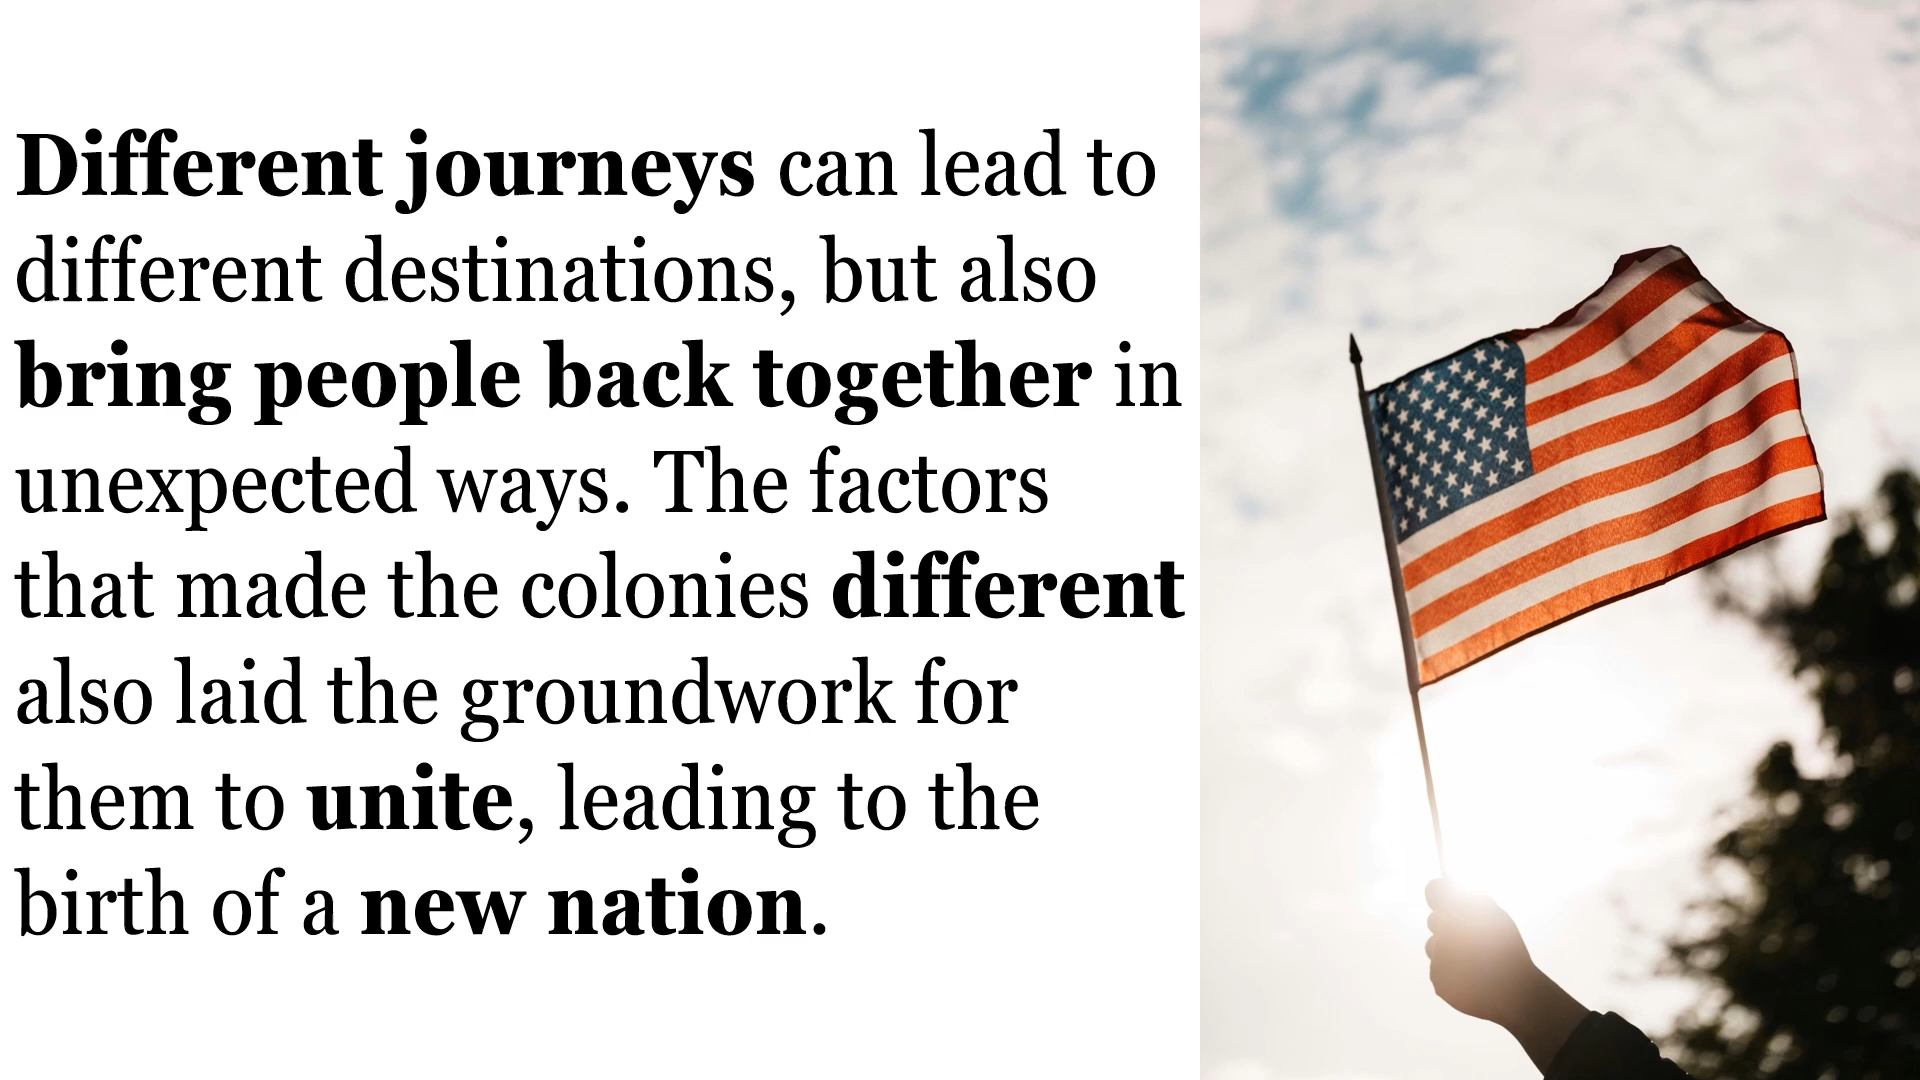 Different journeys can lead to
different destinations, but also
bring people back together in
unexpected ways. The factors
that made the colonies different
also laid the groundwork for
them to unite, leading to the
birth of a new nation.